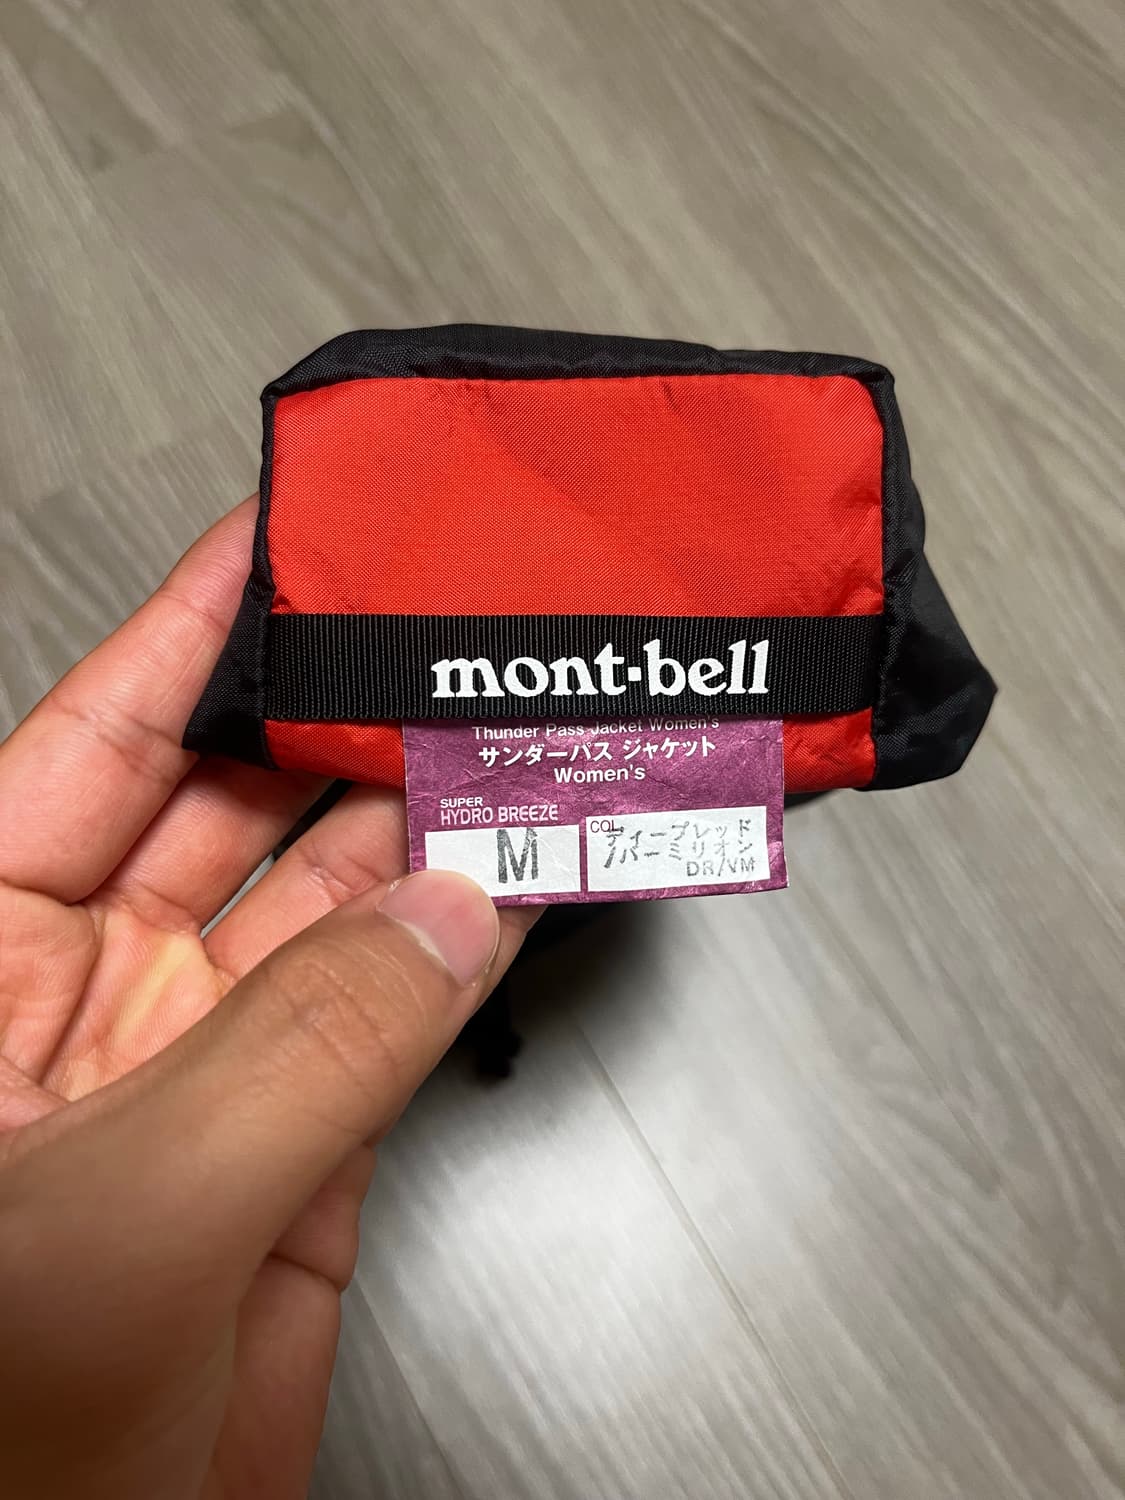 mont-bell
Thunder Pass Jacket Women's
サンダーパス ジャケット
Women's
SUPER
HYDRO BREEZE
M
COL.
ディープレッド
/バーミリオン
DR/VM